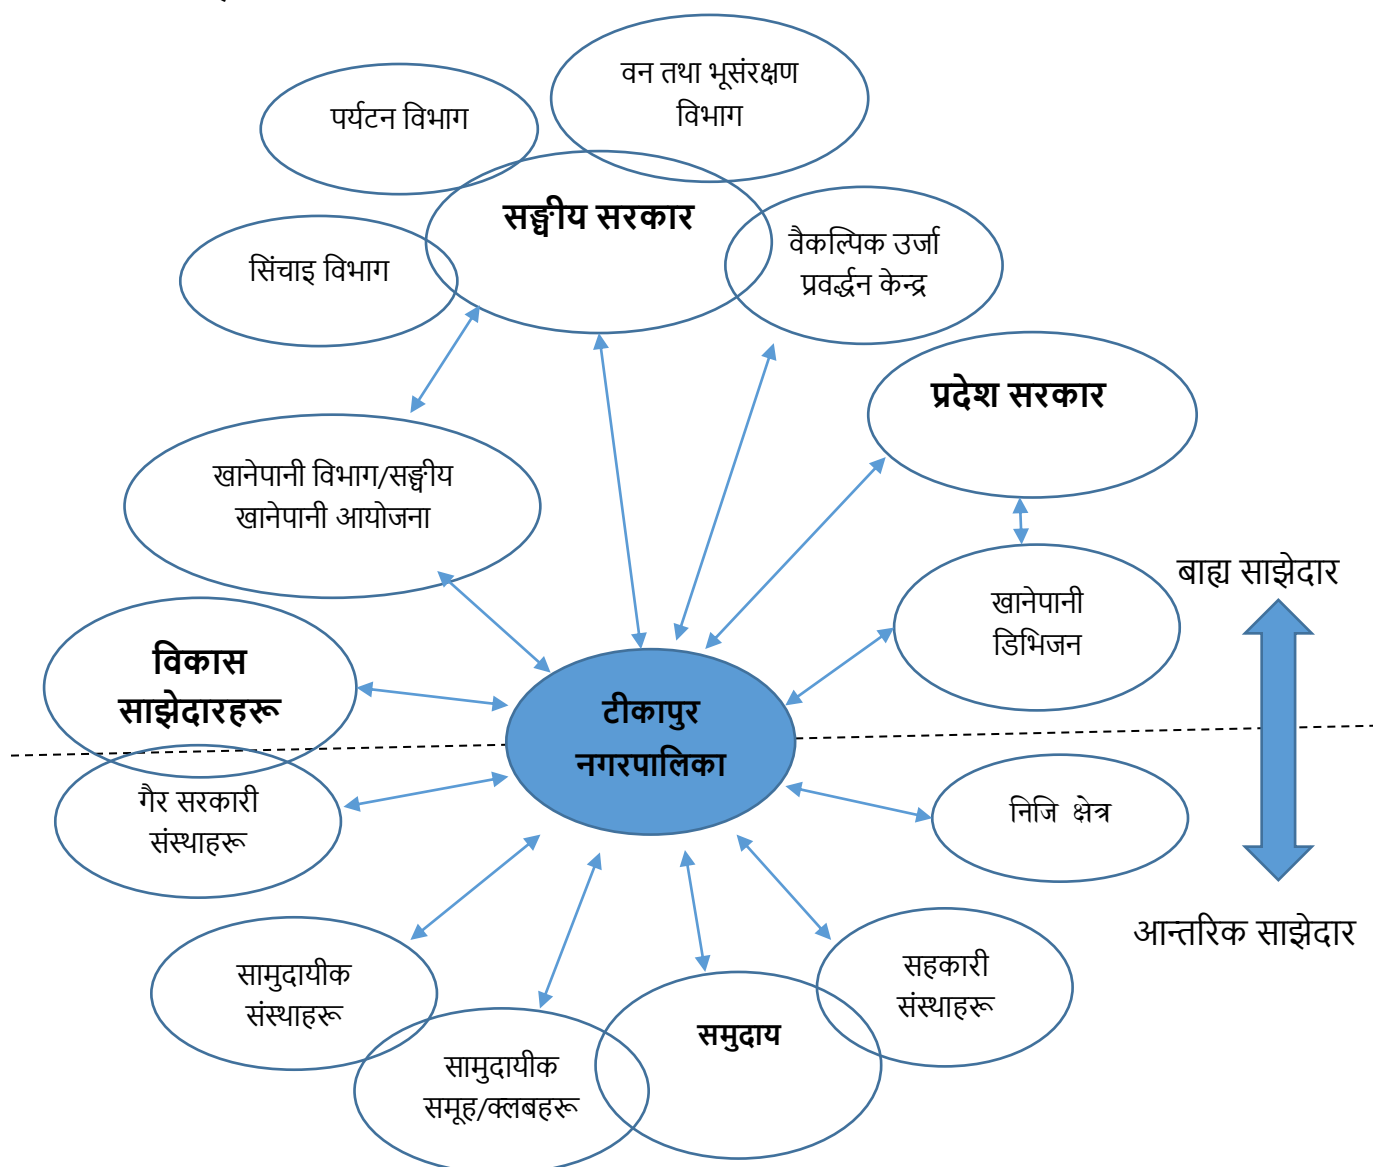 वन तथा भूसंरक्षण
विभाग
पर्यटन विभाग
सङ्घीय सरकार
वैकल्पिक उर्जा
प्रवर्द्धन केन्द्र
सिंचाइ विभाग
प्रदेश सरकार
खानेपानी विभाग/सङ्घीय
खानेपानी आयोजना
बाह्य साझेदार
खानेपानी
डिभिजन
विकास
साझेदारहरू
टीकापुर
नगरपालिका
गैर सरकारी
संस्थाहरू
निजि क्षेत्र
आन्तरिक साझेदार
सामुदायीक
संस्थाहरू
सहकारी
संस्थाहरू
समुदाय
सामुदायीक
समूह/क्लबहरू